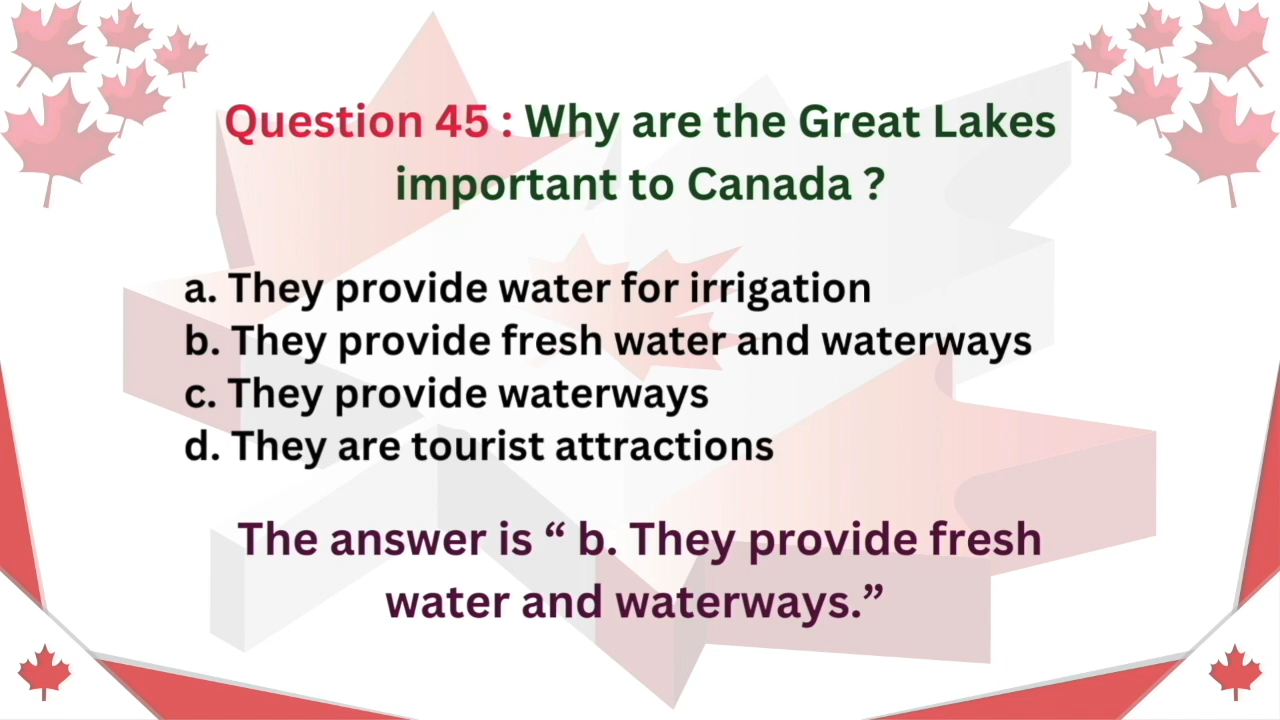 Question 45 : Why are the Great Lakes
important to Canada ?
a. They provide water for irrigation
b. They provide fresh water and waterways
c. They provide waterways
d. They are tourist attractions
The answer is “ b. They provide fresh
water and waterways.”